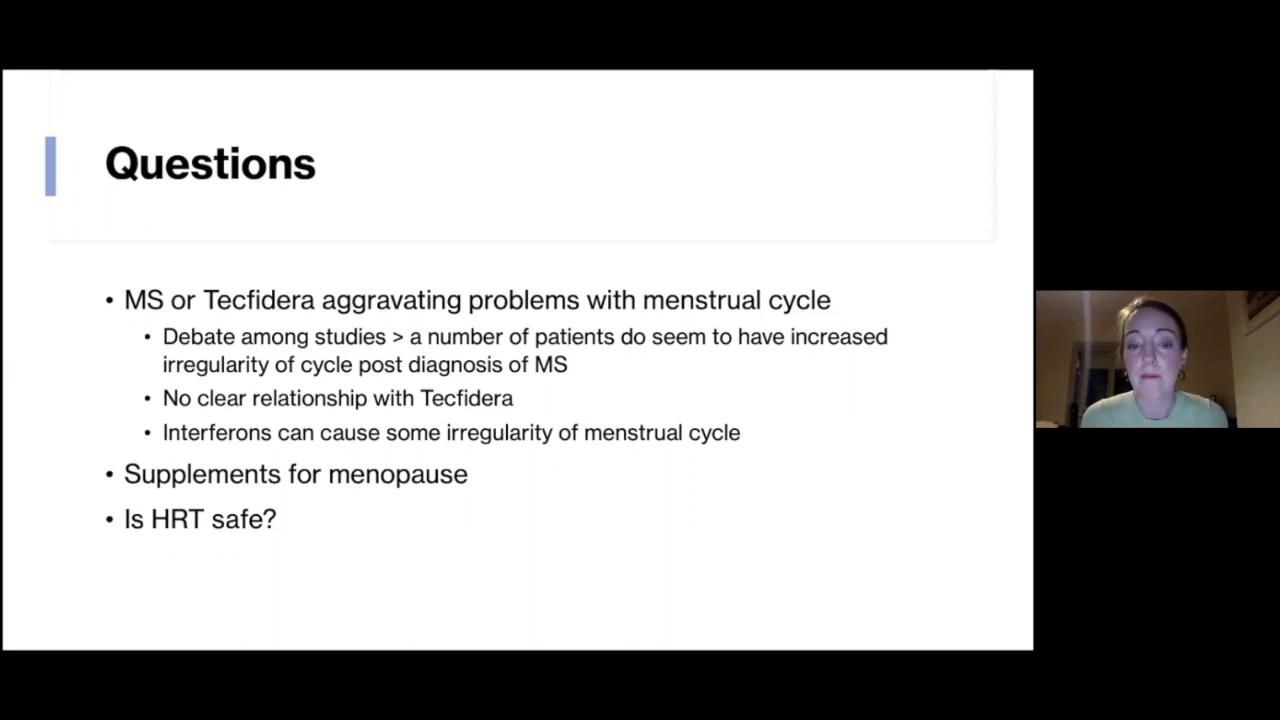 Questions
• MS or Tecfidera aggravating problems with menstrual cycle
• Debate among studies > a number of patients do seem to have increased
irregularity of cycle post diagnosis of MS
• No clear relationship with Tecfidera
• Interferons can cause some irregularity of menstrual cycle
• Supplements for menopause
• Is HRT safe?